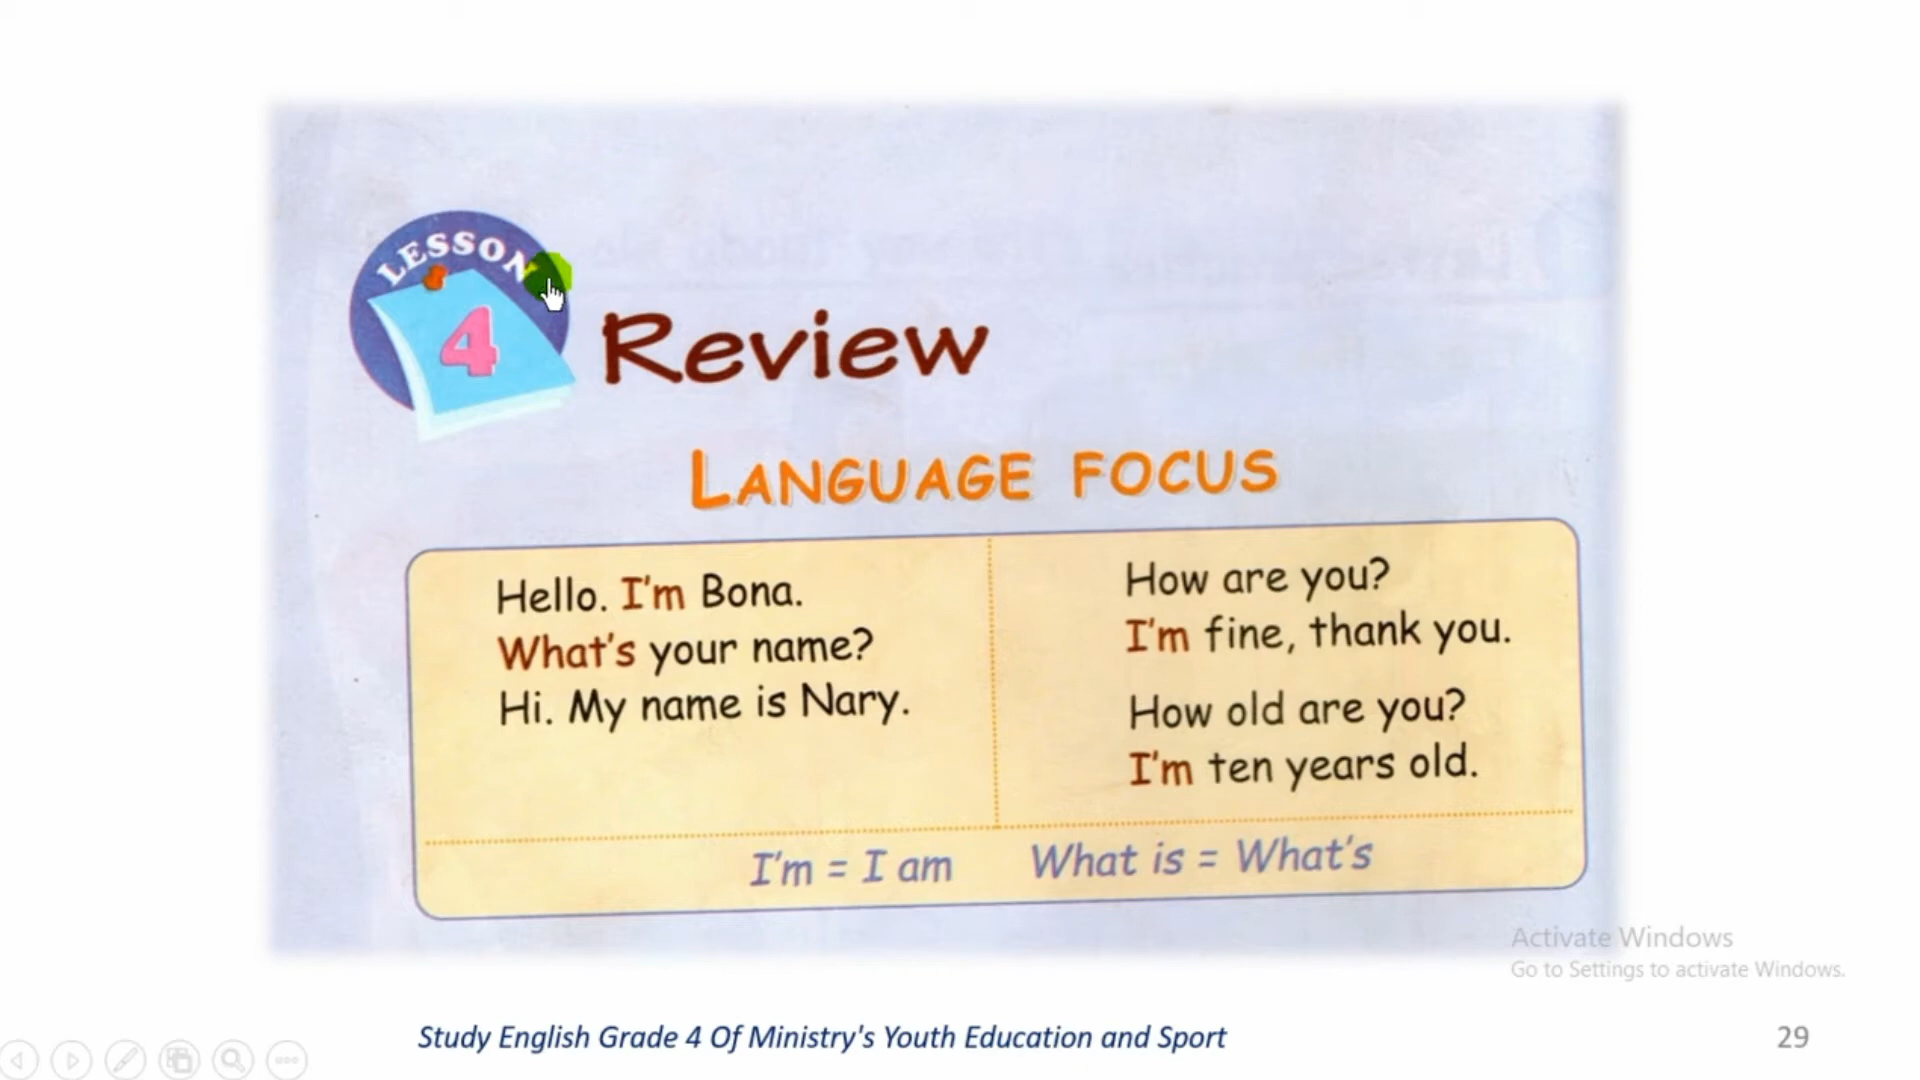 LESSON
4
Review
LANGUAGE FOCUS
Hello. I'm Bona.
What's your name?
Hi. My name is Nary.
How are you?
I'm fine, thank you.
How old are you?
I'm ten years old.
I'm = I am What is = What's
Activate Windows
Go to Settings to activate Windows.
Study English Grade 4 Of Ministry's Youth Education and Sport
29